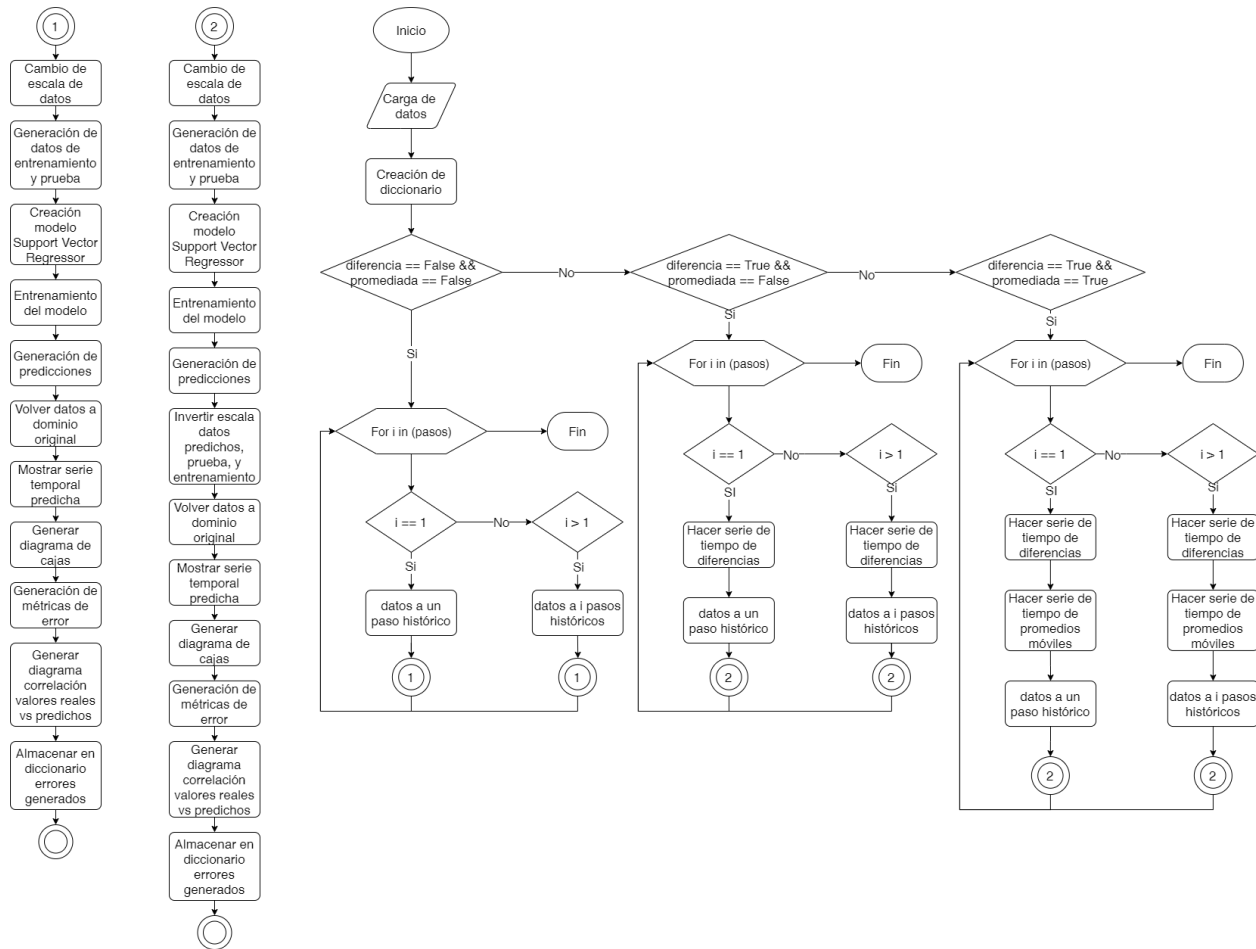 1
Cambio de
escala de
datos
Generación de
datos de
entrenamiento
y prueba
Creación
modelo
Support Vector
Regressor
Entrenamiento
del modelo
Generación de
predicciones
Volver datos a
dominio
original
Mostrar serie
temporal
predicha
Generar
diagrama de
cajas
Generación de
métricas de
error
Generar
diagrama
correlación
valores reales
vs predichos
Almacenar en
diccionario
errores
generados
2
Cambio de
escala de
datos
Generación de
datos de
entrenamiento
y prueba
Creación
modelo
Support Vector
Regressor
Entrenamiento
del modelo
Generación de
predicciones
Invertir escala
datos
predichos,
prueba, y
entrenamiento
Volver datos a
dominio
original
Mostrar serie
temporal
predicha
Generar
diagrama de
cajas
Generación de
métricas de
error
Generar
diagrama
correlación
valores reales
vs predichos
Almacenar en
diccionario
errores
generados
Inicio
Carga de
datos
Creación de
diccionario
diferencia == False &&
promediada == False
No
diferencia == True &&
promediada == False
No
diferencia == True &&
promediada == True
Si
For i in (pasos)
Fin
i == 1
No
i > 1
Si
Si
datos a un
paso histórico
datos a i pasos
históricos
1
1
Si
For i in (pasos)
Fin
i == 1
No
i > 1
SI
Si
Hacer serie de
tiempo de
diferencias
Hacer serie de
tiempo de
diferencias
datos a un
paso histórico
datos a i pasos
históricos
2
2
Si
For i in (pasos)
Fin
i == 1
No
i > 1
SI
Si
Hacer serie de
tiempo de
diferencias
Hacer serie de
tiempo de
diferencias
Hacer serie de
tiempo de
promedios
móviles
Hacer serie de
tiempo de
promedios
móviles
datos a un
paso histórico
datos a i pasos
históricos
2
2